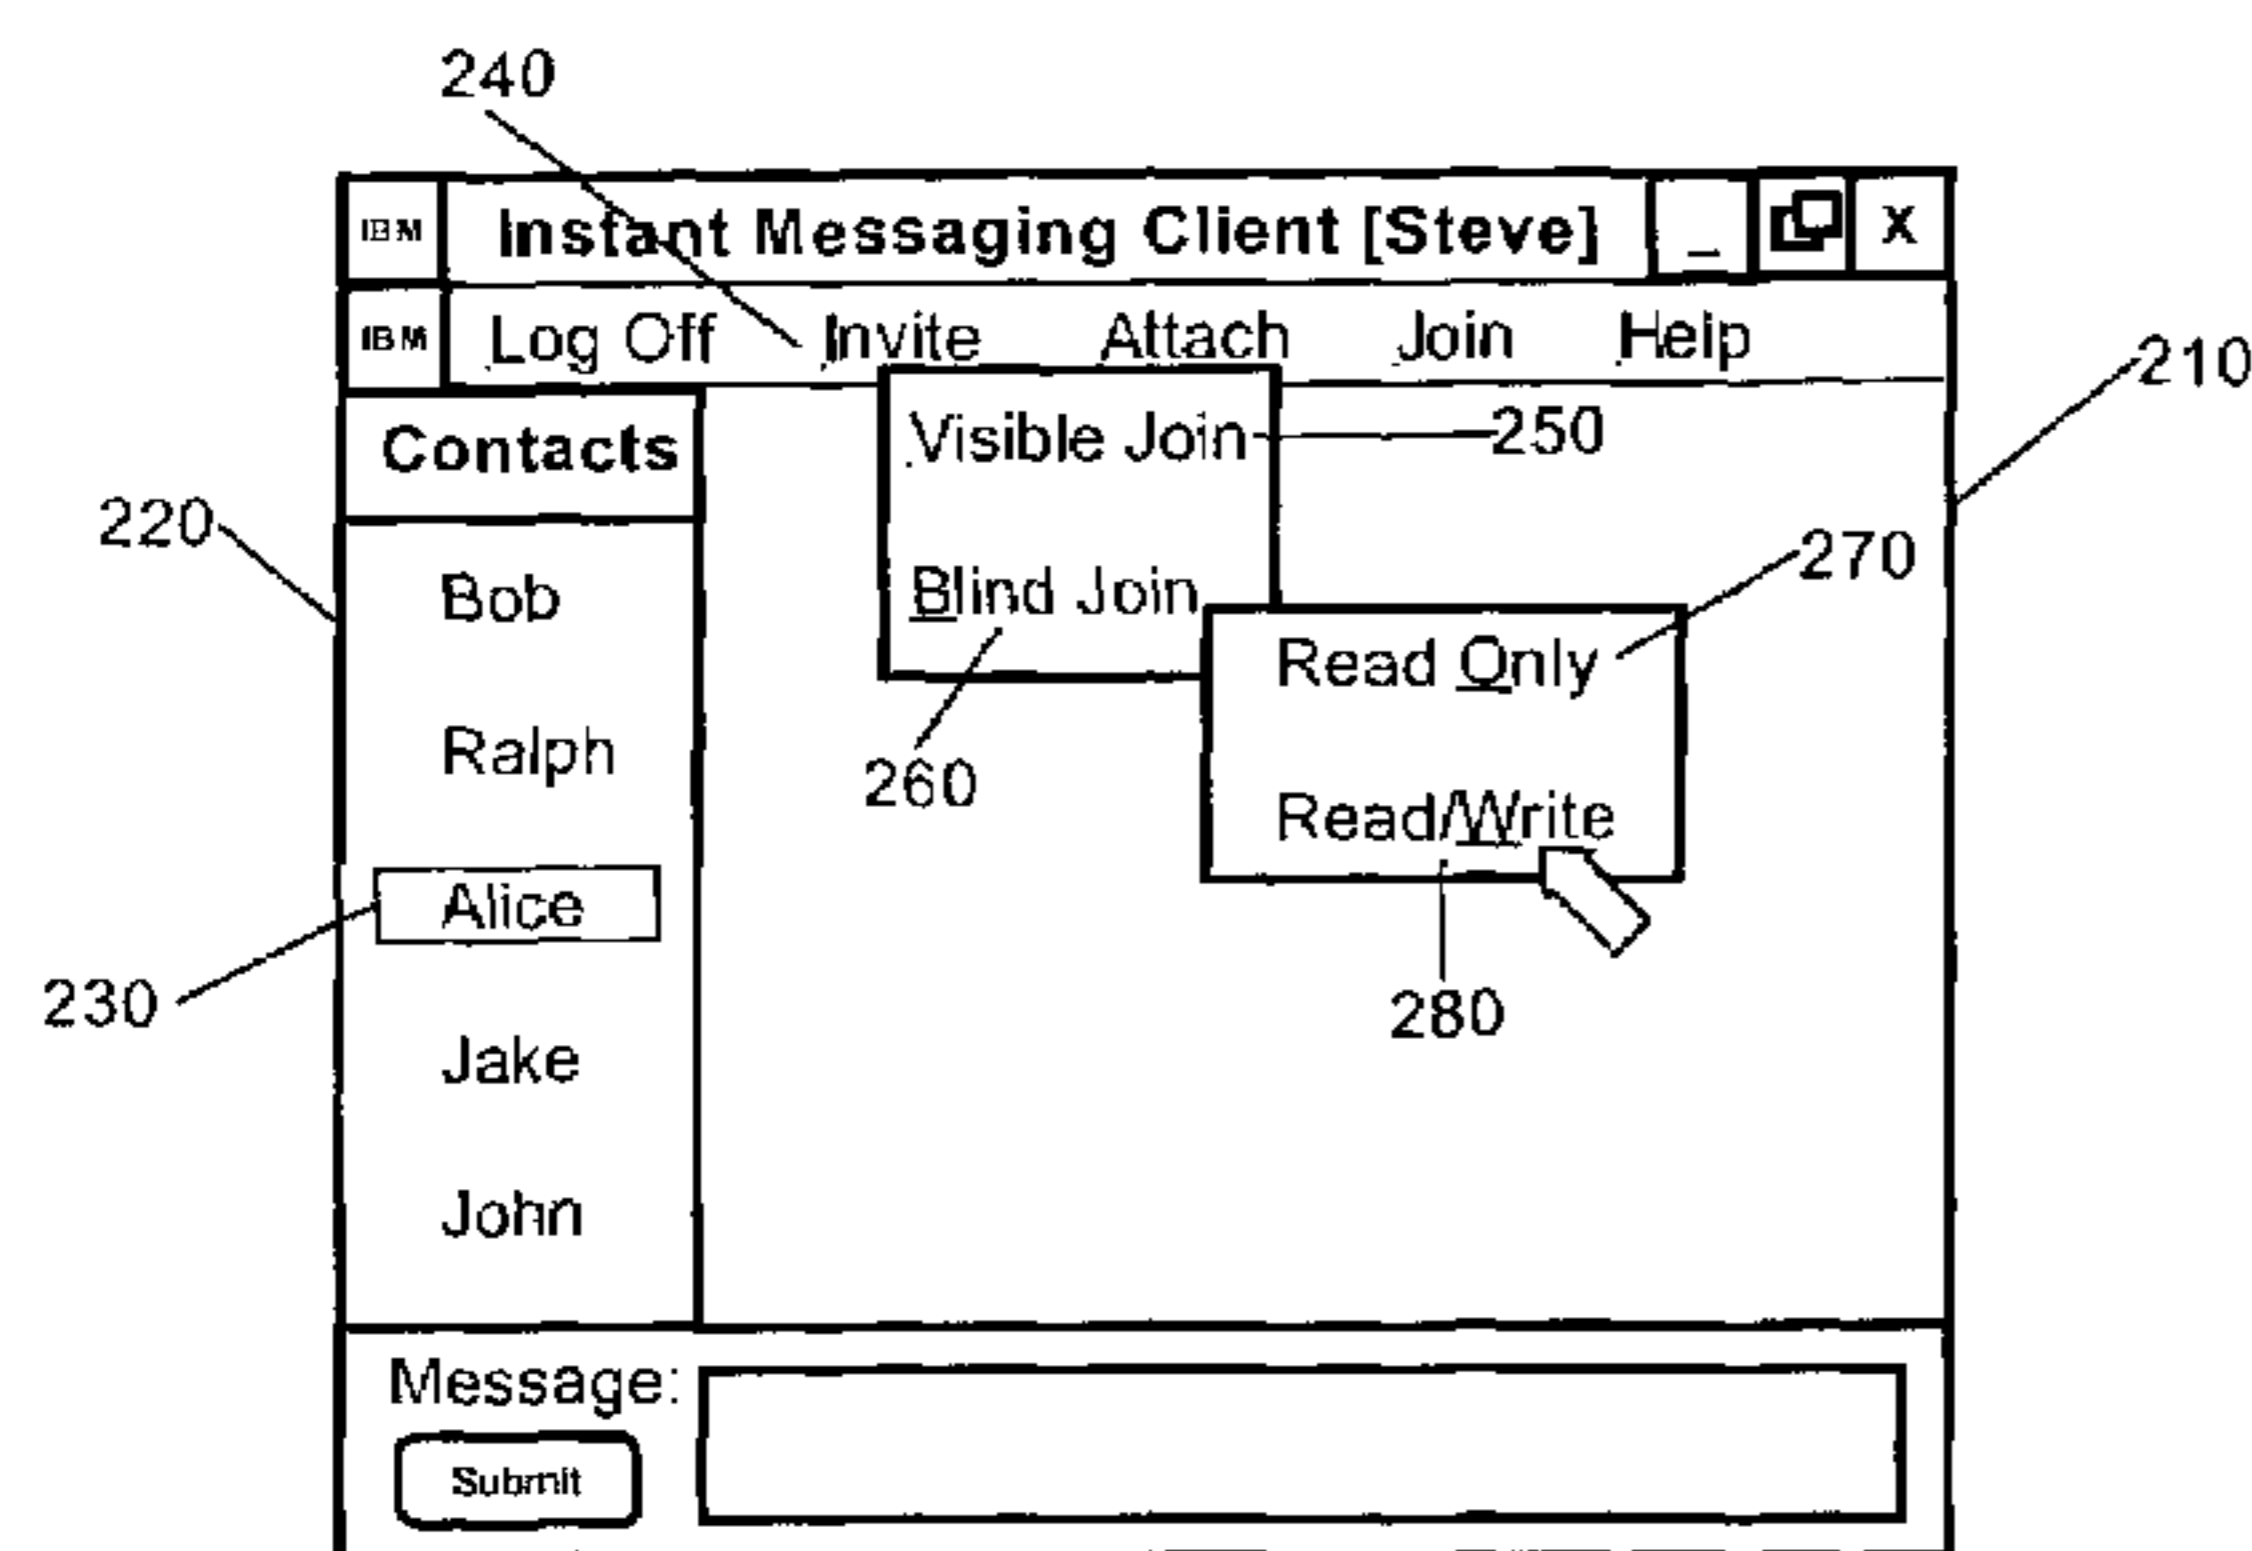 240
IBM Instant Messaging Client [Steve] _ X
IBM Log Off Invite Attach Join Help
210
Contacts
Visible Join 250
220
270
Bob
Blind Join
Read Only
Ralph
260
Read/Write
Alice
230
280
Jake
John
Message:
Submit